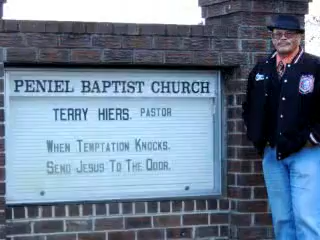 PENIEL BAPTIST CHURCH
TERRY HIERS, PASTOR
WHEN TEMPTATION KNOCKS,
SEND JESUS TO THE DOOR.